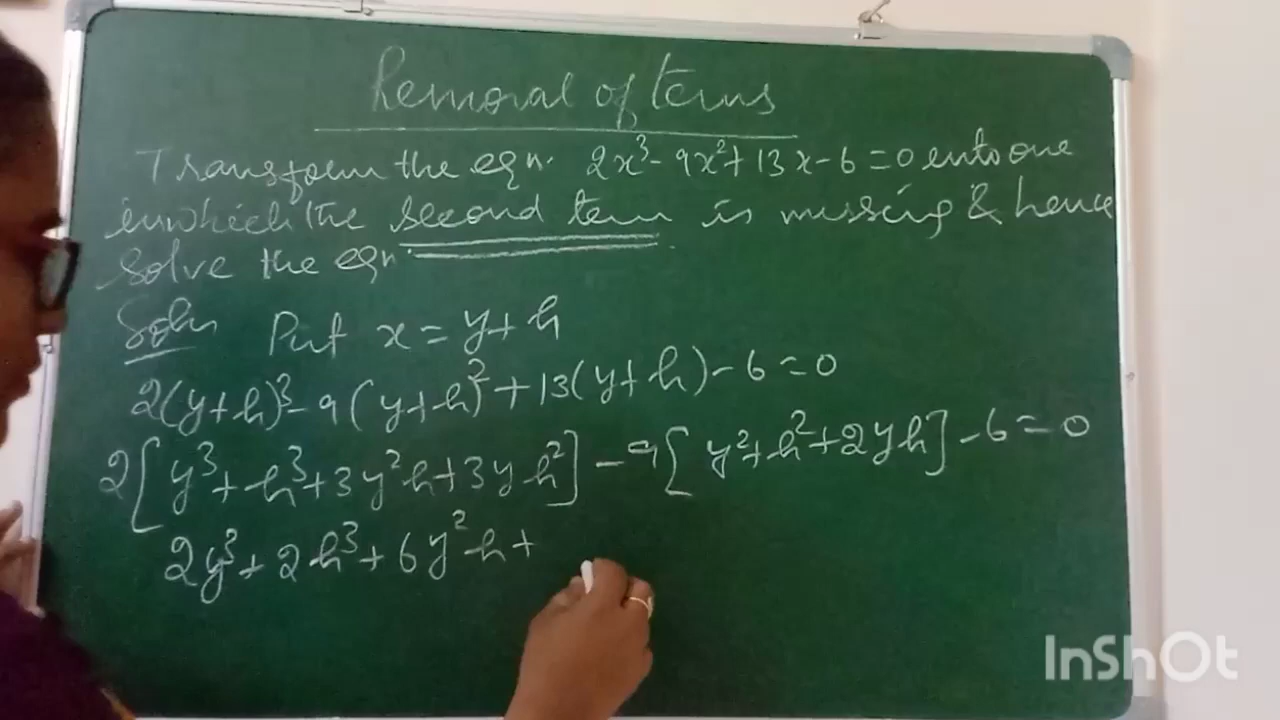 Removal of terms
Transform the eqn. 2x³ - 9x² + 13x - 6 = 0 into one
in which the second term is missing & hence
solve the eqn.
Soln Put x = y + h
2(y+h)³ - 9(y+h)² + 13(y+h) - 6 = 0
2[y³ + h³ + 3y²h + 3yh²] - 9[y² + h² + 2yh] - 6 = 0
2y³ + 2h³ + 6y²h +
InShOt